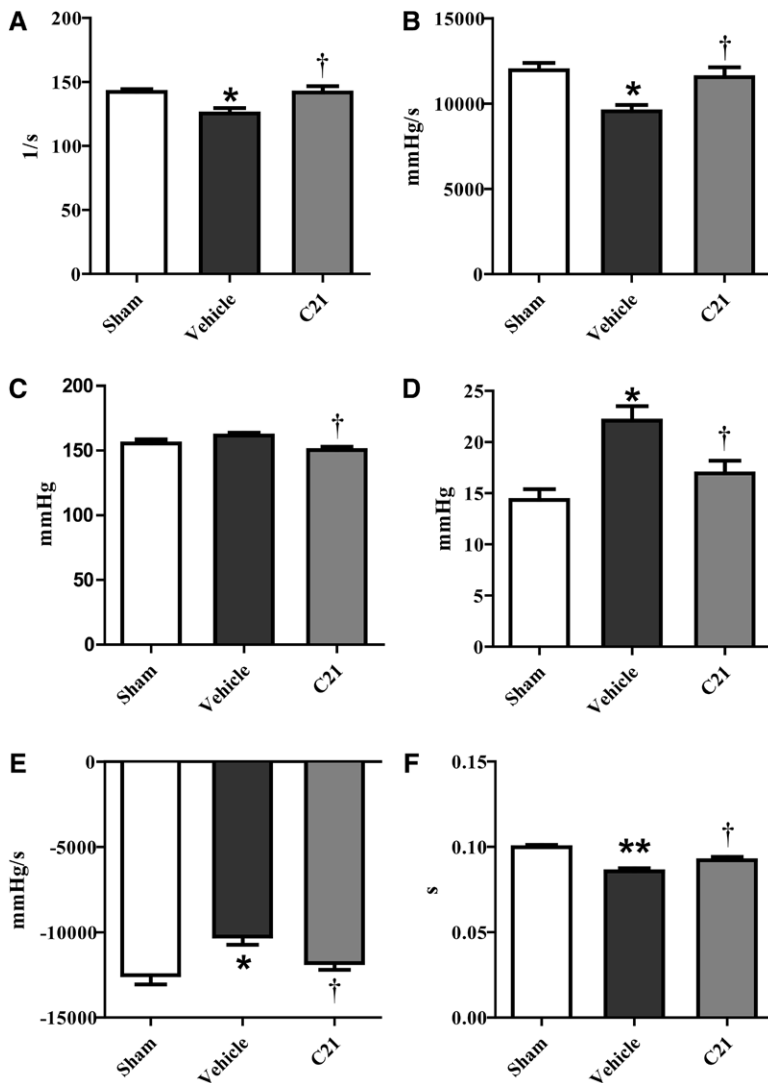 A
200
150
100
50
0
1/s
*
†
Sham
Vehicle
C21
B
15000
10000
5000
0
mmHg/s
*
†
Sham
Vehicle
C21
C
200
150
100
50
0
mmHg
†
Sham
Vehicle
C21
D
25
20
15
10
5
0
mmHg
*
†
Sham
Vehicle
C21
E
0
-5000
-10000
-15000
mmHg/s
*
†
Sham
Vehicle
C21
F
0.15
0.10
0.05
0.00
s
**
†
Sham
Vehicle
C21